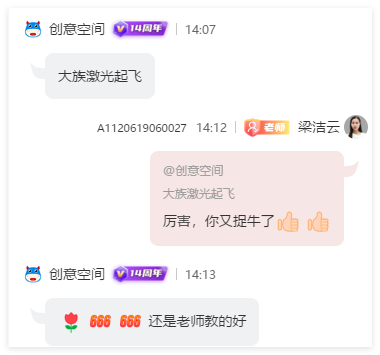 创意空间 14周年 14:07
大族激光起飞
A1120619060027 14:12 老师 梁洁云
@创意空间
大族激光起飞
厉害，你又捉牛了👍👍
创意空间 14周年 14:13
🌹 666 666 还是老师教的好